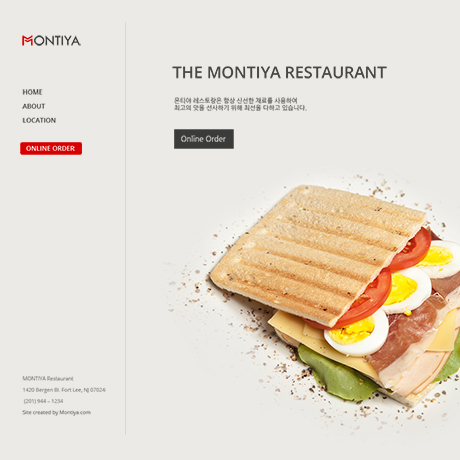 MONTIYA
HOME
ABOUT
LOCATION
ONLINE ORDER
THE MONTIYA RESTAURANT
몬티야 레스토랑은 항상 신선한 재료를 사용하여
최고의 맛을 선사하기 위해 최선을 다하고 있습니다.
Online Order
MONTIYA Restaurant
1420 Bergen Bl. Fort Lee, NJ 07024
(201) 944 – 1234
Site created by Montiya.com